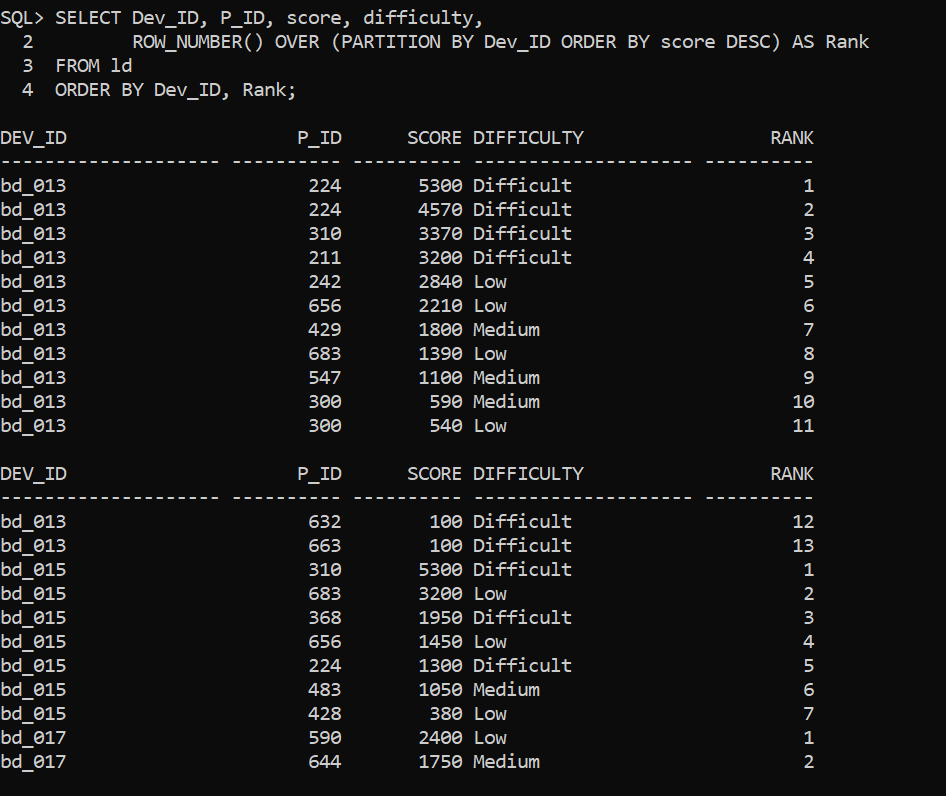 SQL> SELECT Dev_ID, P_ID, score, difficulty,
  2         ROW_NUMBER() OVER (PARTITION BY Dev_ID ORDER BY score DESC) AS Rank
  3  FROM ld
  4  ORDER BY Dev_ID, Rank;

DEV_ID                     P_ID      SCORE DIFFICULTY                 RANK
-------------------- ---------- ---------- -------------------- ----------
bd_013                      224       5300 Difficult                     1
bd_013                      224       4570 Difficult                     2
bd_013                      310       3370 Difficult                     3
bd_013                      211       3200 Difficult                     4
bd_013                      242       2840 Low                           5
bd_013                      656       2210 Low                           6
bd_013                      429       1800 Medium                        7
bd_013                      683       1390 Low                           8
bd_013                      547       1100 Medium                        9
bd_013                      300        590 Medium                       10
bd_013                      300        540 Low                          11

DEV_ID                     P_ID      SCORE DIFFICULTY                 RANK
-------------------- ---------- ---------- -------------------- ----------
bd_013                      632        100 Difficult                    12
bd_013                      663        100 Difficult                    13
bd_015                      310       5300 Difficult                     1
bd_015                      683       3200 Low                           2
bd_015                      368       1950 Difficult                     3
bd_015                      656       1450 Low                           4
bd_015                      224       1300 Difficult                     5
bd_015                      483       1050 Medium                        6
bd_015                      428        380 Low                           7
bd_017                      590       2400 Low                           1
bd_017                      644       1750 Medium                        2